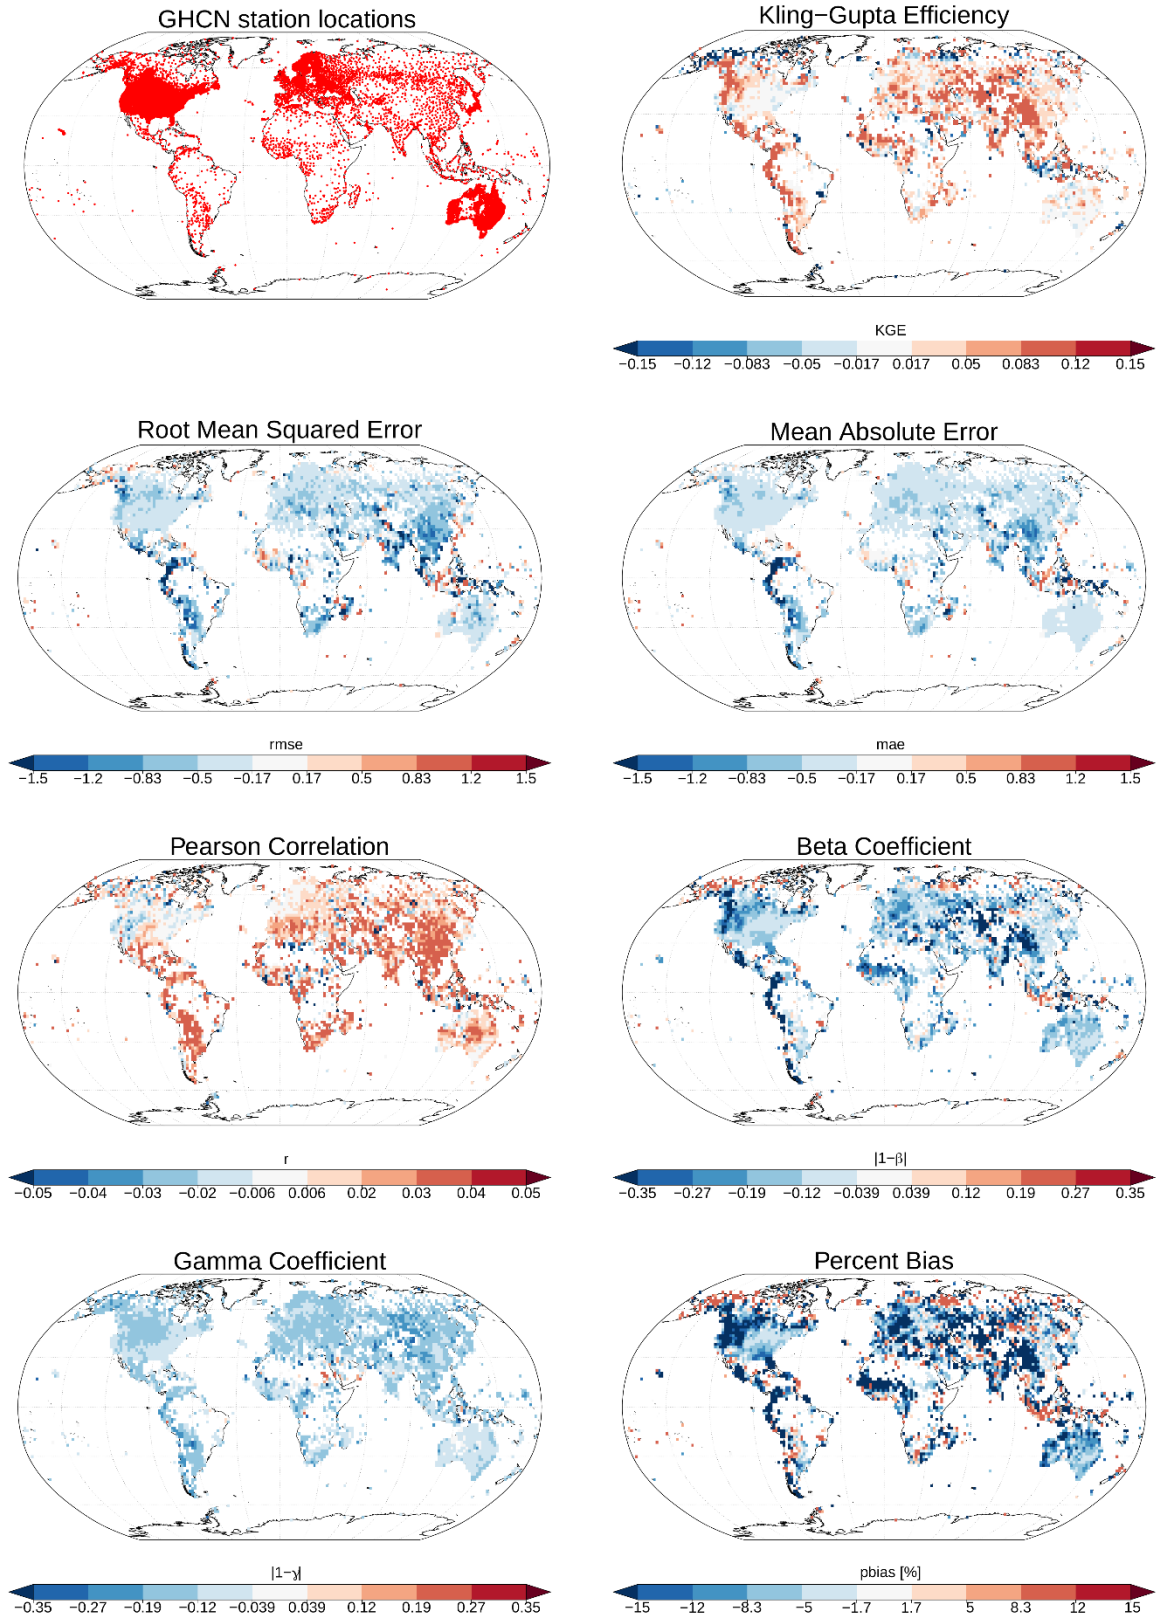 GHCN station locations
Kling−Gupta Efficiency
KGE
−0.15 −0.12 −0.083 −0.05 −0.017 0.017 0.05 0.083 0.12 0.15
Root Mean Squared Error
Mean Absolute Error
rmse
−1.5 −1.2 −0.83 −0.5 −0.17 0.17 0.5 0.83 1.2 1.5
mae
−1.5 −1.2 −0.83 −0.5 −0.17 0.17 0.5 0.83 1.2 1.5
Pearson Correlation
Beta Coefficient
r
−0.05 −0.04 −0.03 −0.02 −0.006 0.006 0.02 0.03 0.04 0.05
|1−β|
−0.35 −0.27 −0.19 −0.12 −0.039 0.039 0.12 0.19 0.27 0.35
Gamma Coefficient
Percent Bias
|1−γ|
−0.35 −0.27 −0.19 −0.12 −0.039 0.039 0.12 0.19 0.27 0.35
pbias [%]
−15 −12 −8.3 −5 −1.7 1.7 5 8.3 12 15